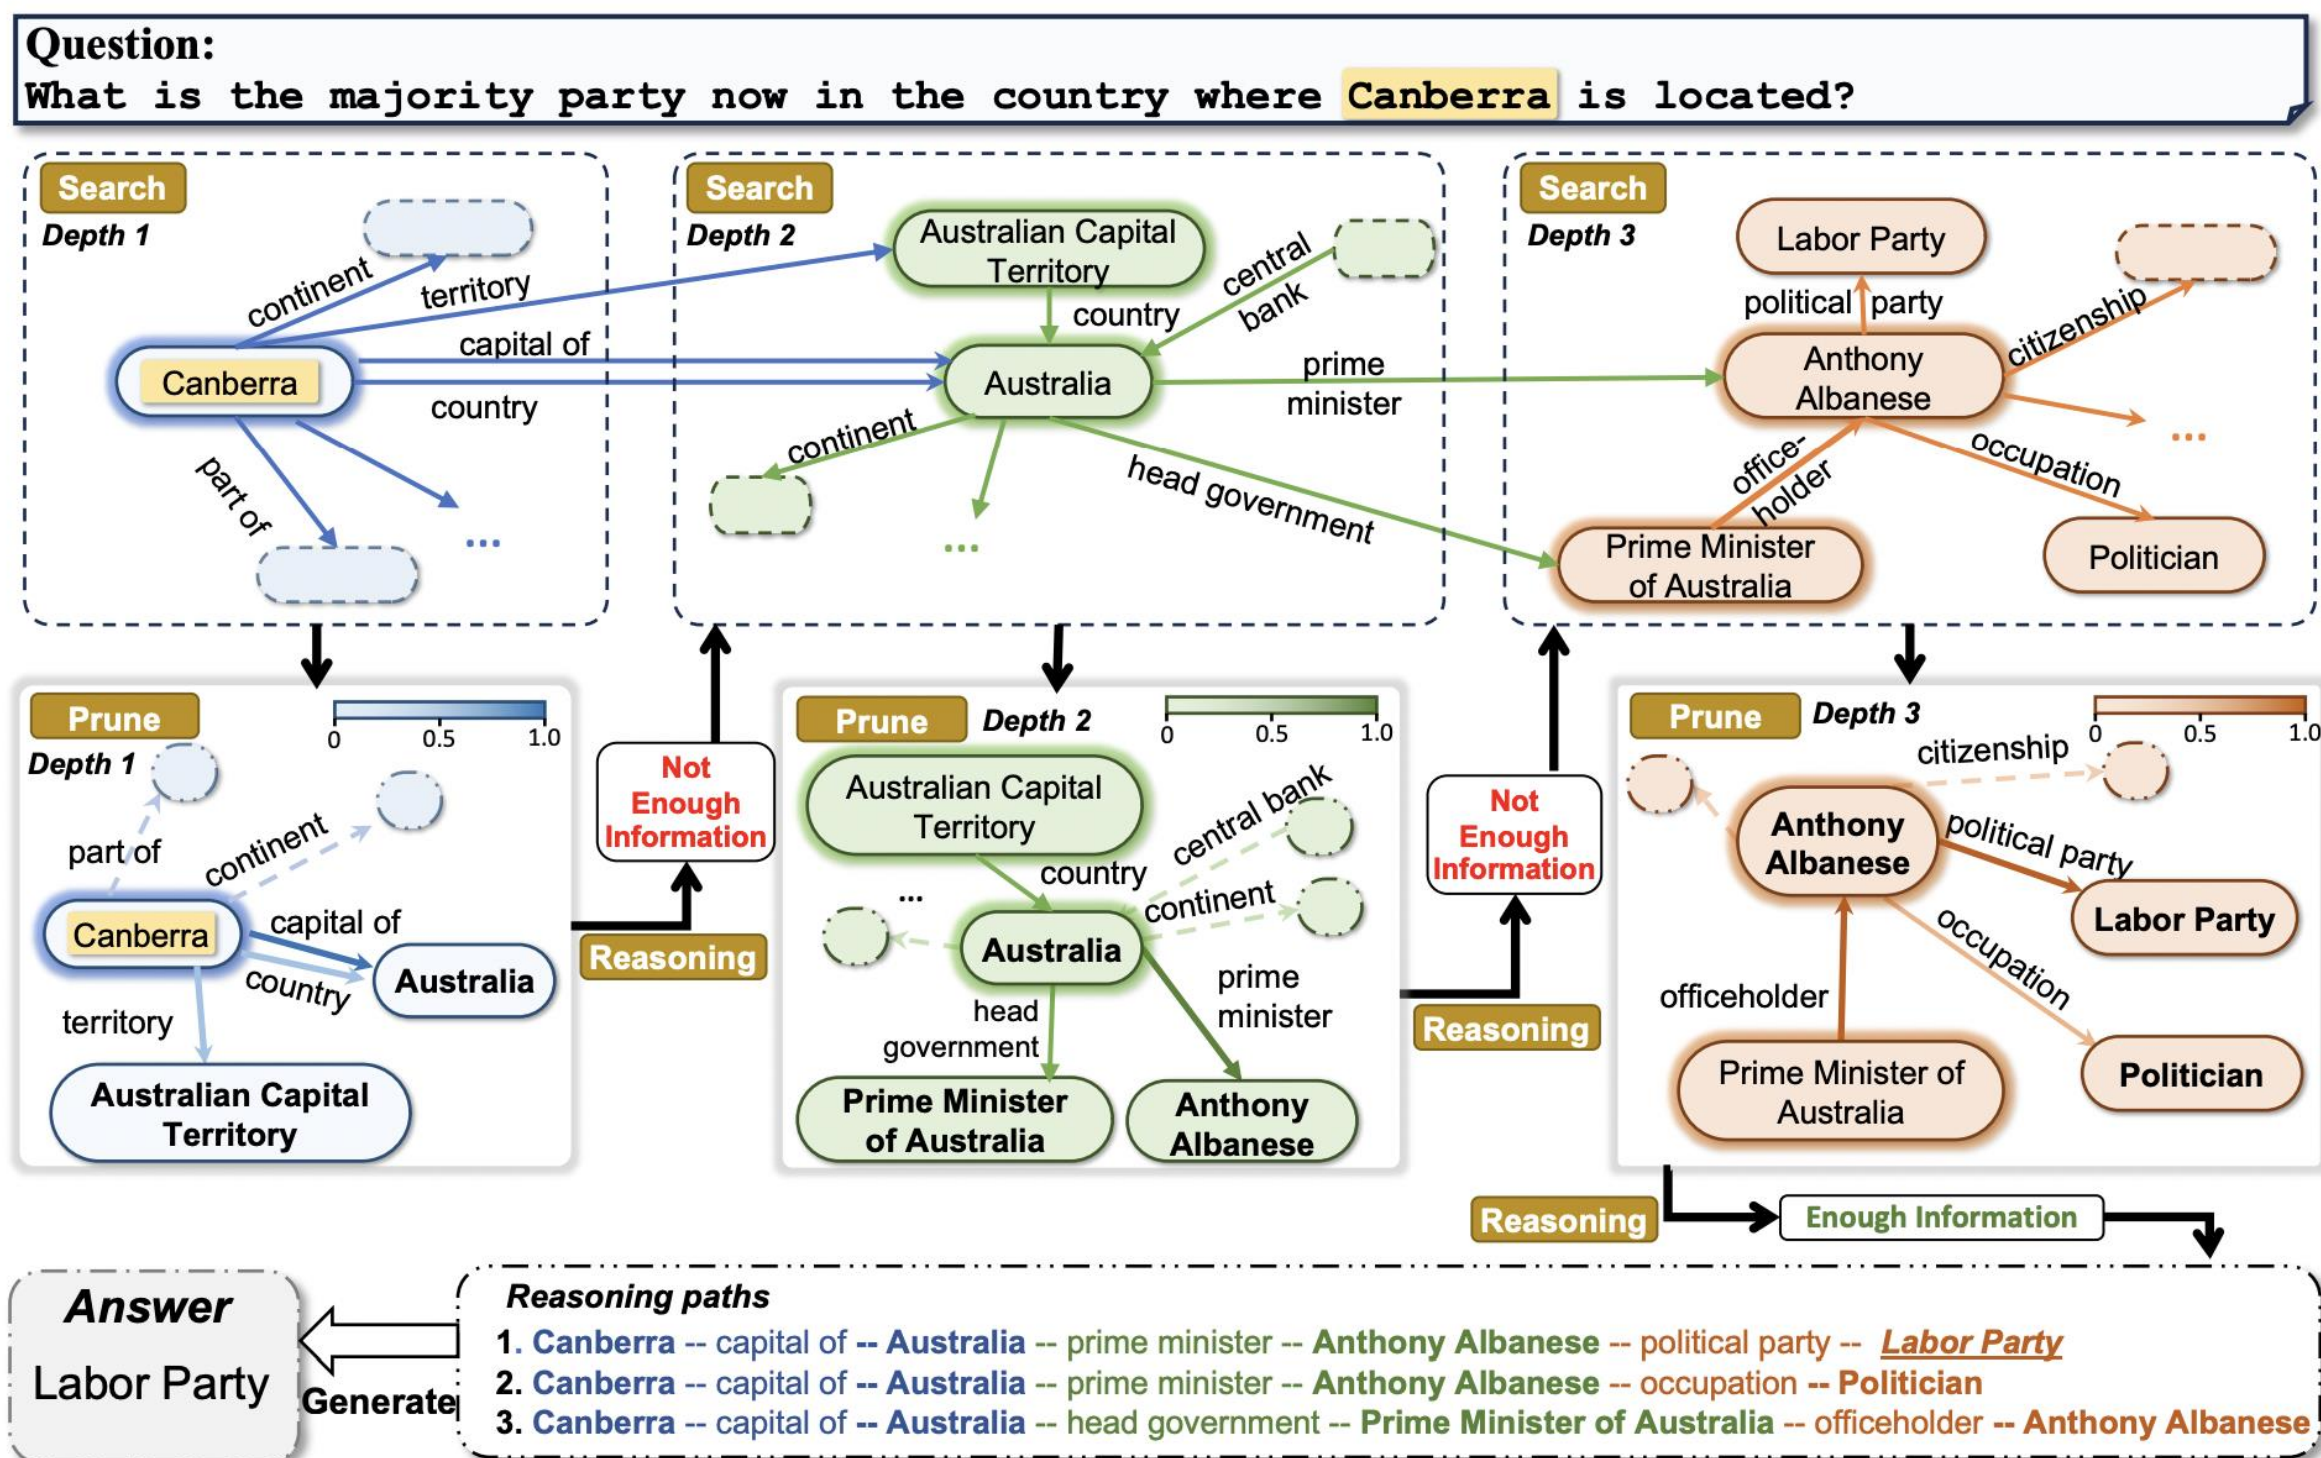 Question:
What is the majority party now in the country where Canberra is located?
Search
Depth 1
continent
territory
capital of
Canberra
country
part of
...
Search
Depth 2
Australian Capital
Territory
central
bank
country
Australia
prime
minister
continent
head government
...
Search
Depth 3
Labor Party
political party
citizenship
Anthony
Albanese
...
office-
holder
occupation
Prime Minister
of Australia
Politician
Prune
Depth 1
0 0.5 1.0
part of
continent
Canberra
capital of
country
Australia
territory
Australian Capital
Territory
Not
Enough
Information
Reasoning
Prune
Depth 2
0 0.5 1.0
Australian Capital
Territory
central bank
country
continent
...
Australia
head
government
prime
minister
Prime Minister
of Australia
Anthony
Albanese
Not
Enough
Information
Reasoning
Prune
Depth 3
0 0.5 1.0
citizenship
Anthony
Albanese
political party
Labor Party
occupation
officeholder
Prime Minister of
Australia
Politician
Reasoning
Enough Information
Reasoning paths
1. Canberra -- capital of -- Australia -- prime minister -- Anthony Albanese -- political party -- Labor Party
2. Canberra -- capital of -- Australia -- prime minister -- Anthony Albanese -- occupation -- Politician
3. Canberra -- capital of -- Australia -- head government -- Prime Minister of Australia -- officeholder -- Anthony Albanese
Generate
Answer
Labor Party